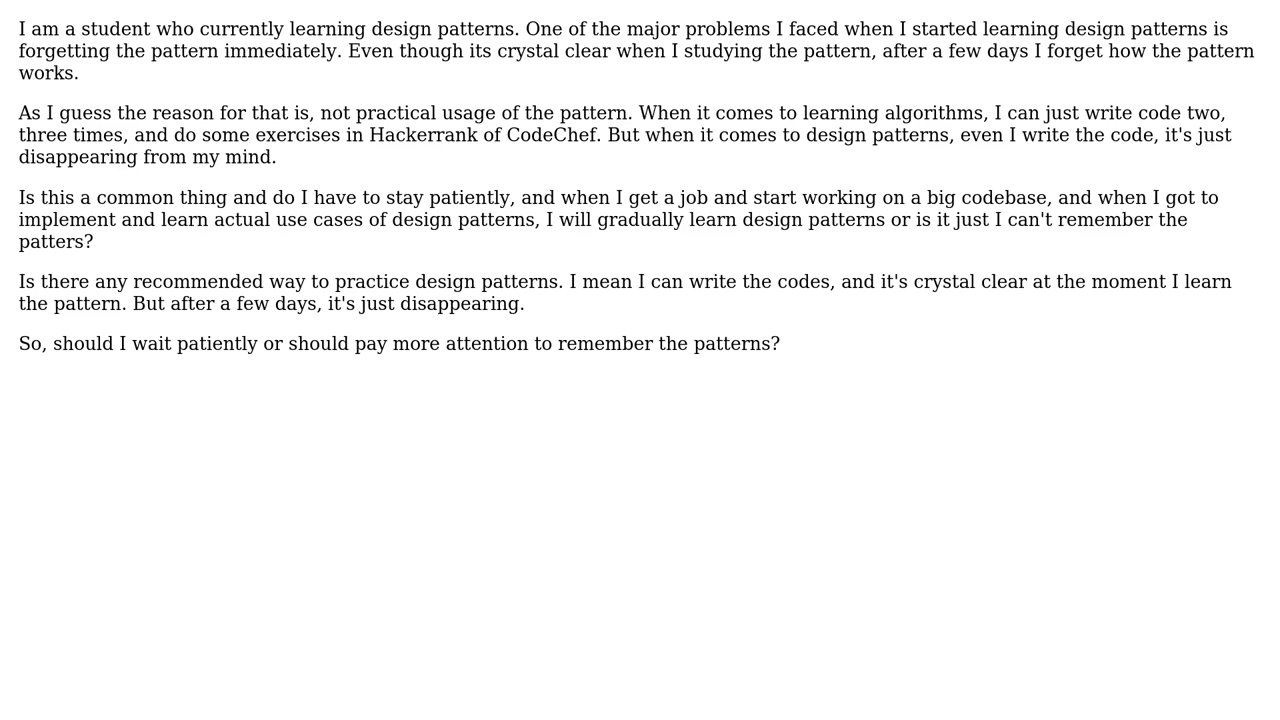 I am a student who currently learning design patterns. One of the major problems I faced when I started learning design patterns is
forgetting the pattern immediately. Even though its crystal clear when I studying the pattern, after a few days I forget how the pattern
works.
As I guess the reason for that is, not practical usage of the pattern. When it comes to learning algorithms, I can just write code two,
three times, and do some exercises in Hackerrank of CodeChef. But when it comes to design patterns, even I write the code, it's just
disappearing from my mind.
Is this a common thing and do I have to stay patiently, and when I get a job and start working on a big codebase, and when I got to
implement and learn actual use cases of design patterns, I will gradually learn design patterns or is it just I can't remember the
patters?
Is there any recommended way to practice design patterns. I mean I can write the codes, and it's crystal clear at the moment I learn
the pattern. But after a few days, it's just disappearing.
So, should I wait patiently or should pay more attention to remember the patterns?